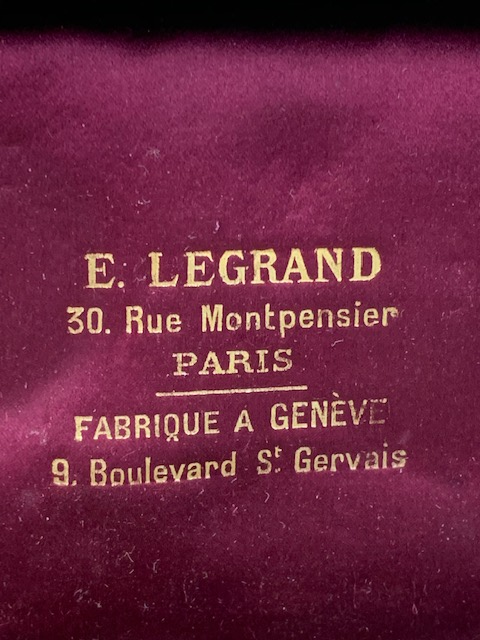 E. LEGRAND
30. Rue Montpensier
PARIS
FABRIQUE A GENÈVE
9. Boulevard St. Gervais